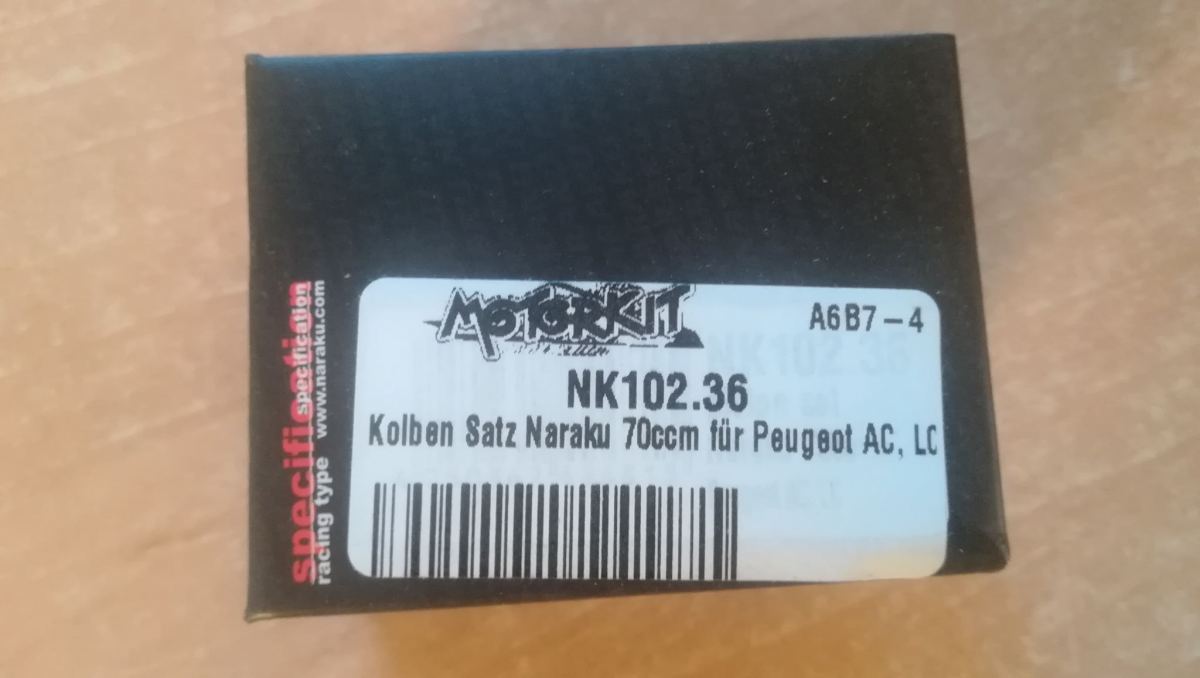 MOTORKIT
A6B7-4
NK102.36
Kolben Satz Naraku 70ccm für Peugeot AC, LC
specification
specification
racing type www.naraku.com